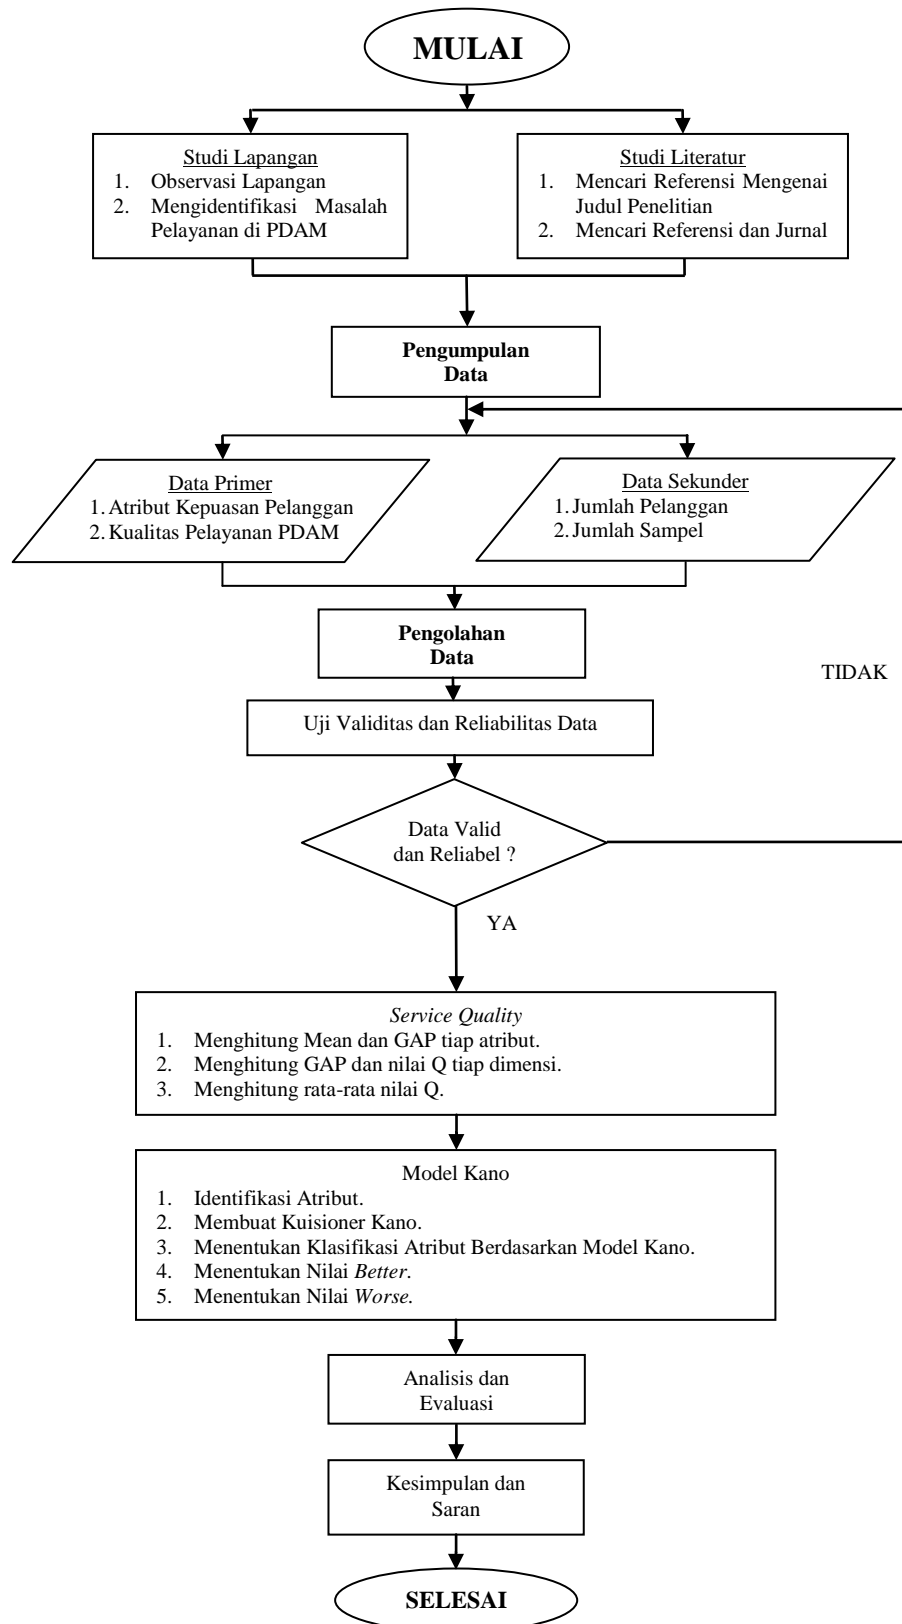 MULAI
Studi Lapangan
1. Observasi Lapangan
2. Mengidentifikasi Masalah
Pelayanan di PDAM
Studi Literatur
1. Mencari Referensi Mengenai
Judul Penelitian
2. Mencari Referensi dan Jurnal
Pengumpulan
Data
Data Primer
1. Atribut Kepuasan Pelanggan
2. Kualitas Pelayanan PDAM
Data Sekunder
1. Jumlah Pelanggan
2. Jumlah Sampel
Pengolahan
Data
TIDAK
Uji Validitas dan Reliabilitas Data
Data Valid
dan Reliabel ?
YA
Service Quality
1. Menghitung Mean dan GAP tiap atribut.
2. Menghitung GAP dan nilai Q tiap dimensi.
3. Menghitung rata-rata nilai Q.
Model Kano
1. Identifikasi Atribut.
2. Membuat Kuisioner Kano.
3. Menentukan Klasifikasi Atribut Berdasarkan Model Kano.
4. Menentukan Nilai Better.
5. Menentukan Nilai Worse.
Analisis dan
Evaluasi
Kesimpulan dan
Saran
SELESAI